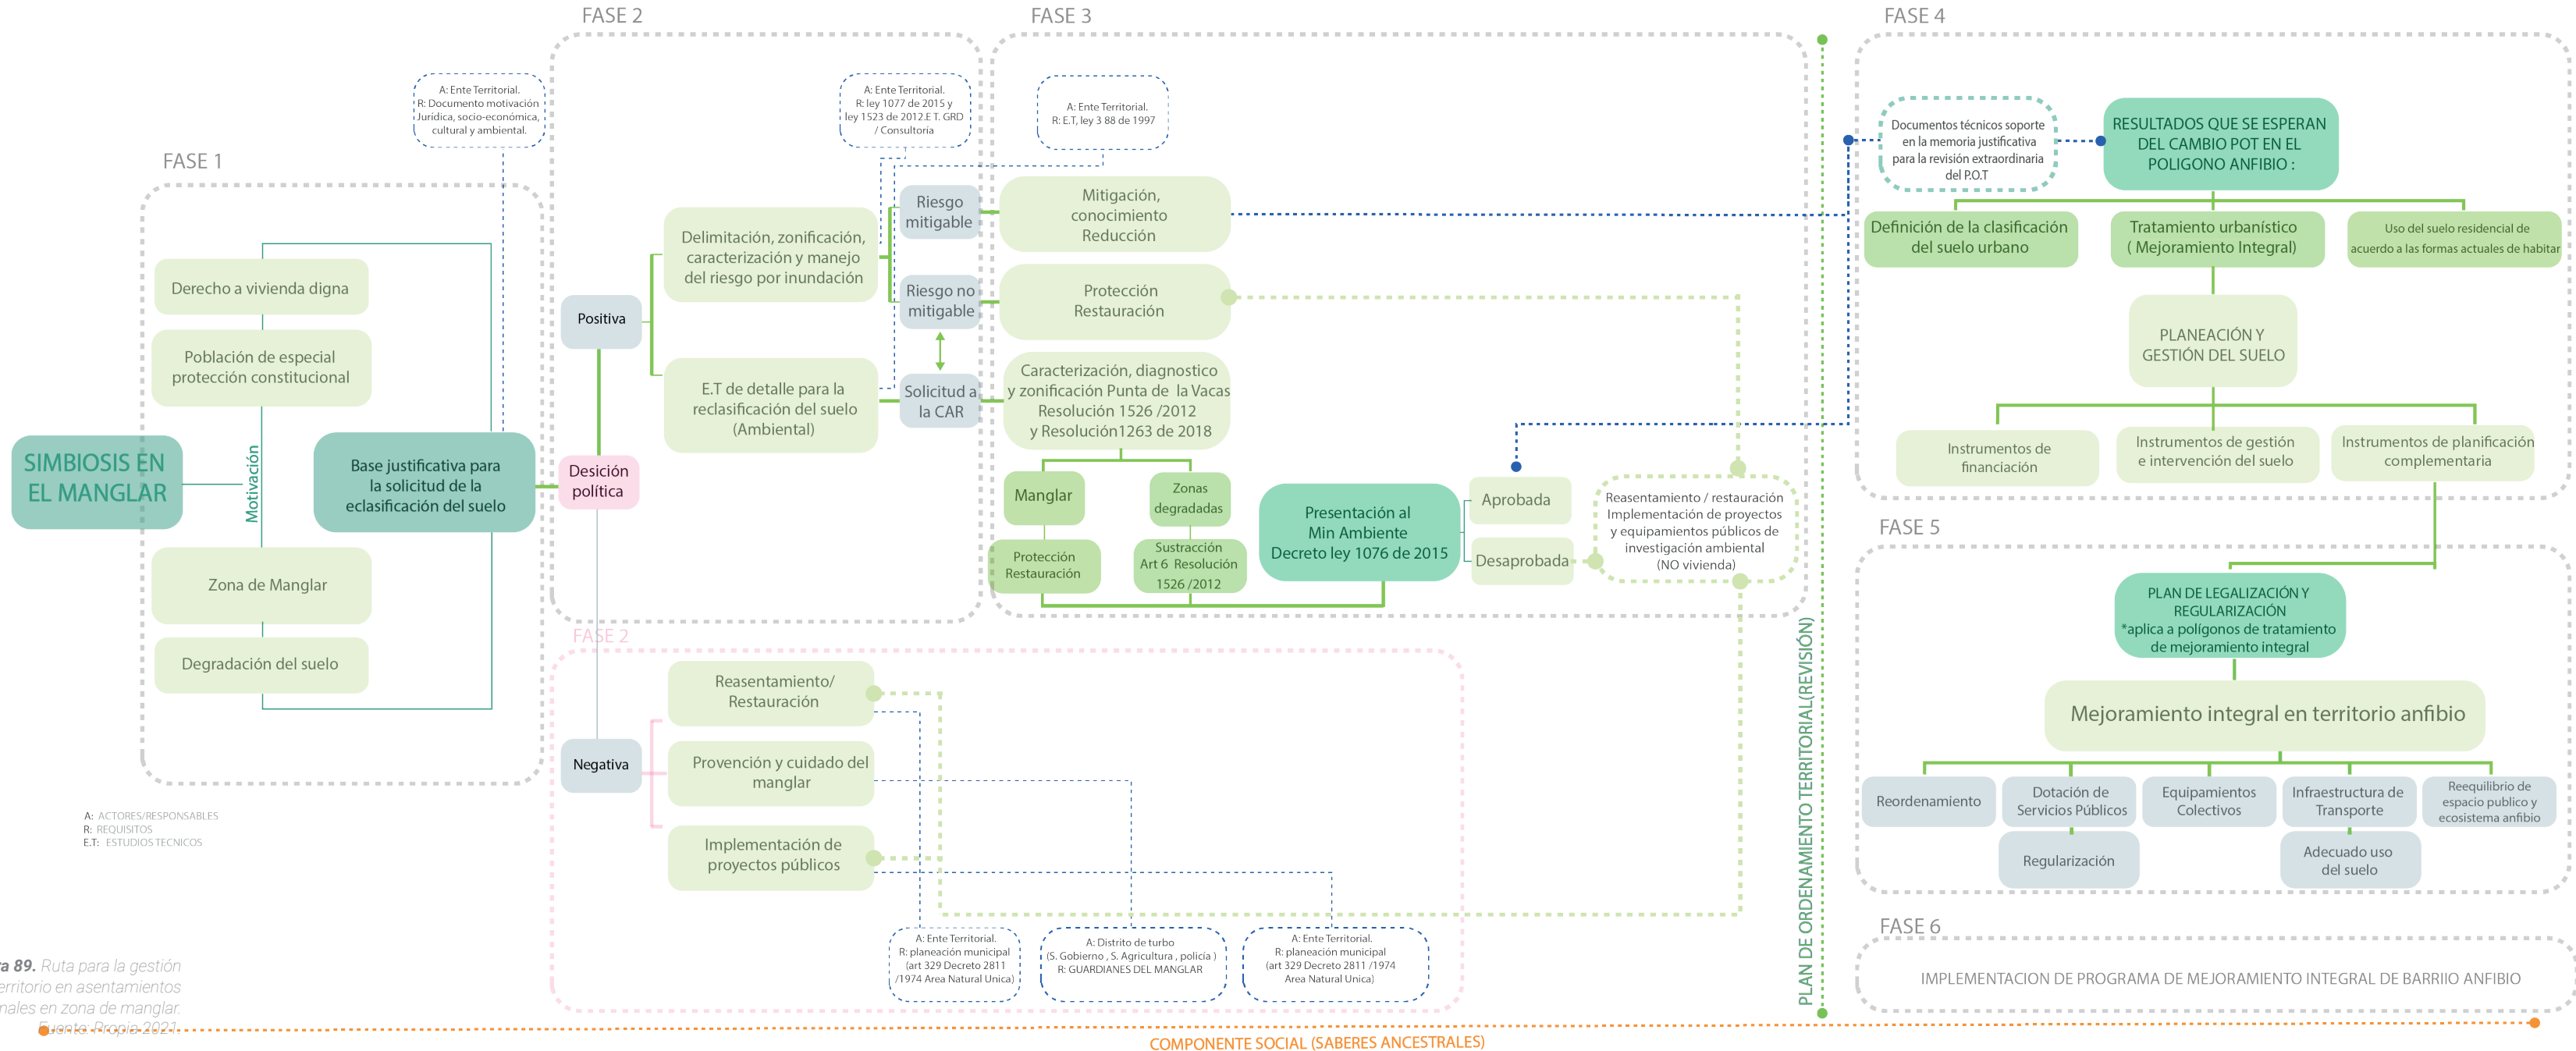 FASE 1
SIMBIOSIS EN
EL MANGLAR
Motivación
Derecho a vivienda digna
Población de especial
protección constitucional
Zona de Manglar
Degradación del suelo
Base justificativa para
la solicitud de la
eclasificación del suelo
A: Ente Territorial.
R: Documento motivación
Jurídica, socio-económica,
cultural y ambiental.
A: ACTORES/RESPONSABLES
R: REQUISITOS
E.T: ESTUDIOS TECNICOS
FASE 2
Desición
política
Positiva
Delimitación, zonificación,
caracterización y manejo
del riesgo por inundación
E.T de detalle para la
reclasificación del suelo
(Ambiental)
A: Ente Territorial.
R: ley 1077 de 2015 y
ley 1523 de 2012.E T. GRD
/ Consultoria
Riesgo
mitigable
Riesgo no
mitigable
Solicitud a
la CAR
FASE 3
A: Ente Territorial.
R: E.T, ley 3 88 de 1997
Mitigación,
conocimiento
Reducción
Protección
Restauración
Caracterización, diagnostico
y zonificación Punta de la Vacas
Resolución 1526 /2012
y Resolución1263 de 2018
Manglar
Zonas
degradadas
Protección
Restauración
Sustracción
Art 6 Resolución
1526 /2012
Presentación al
Min Ambiente
Decreto ley 1076 de 2015
Aprobada
Desaprobada
Reasentamiento / restauración
Implementación de proyectos
y equipamientos públicos de
investigación ambiental
(NO vivienda)
FASE 2
Negativa
Reasentamiento/
Restauración
Provención y cuidado del
manglar
Implementación de
proyectos públicos
A: Ente Territorial.
R: planeación municipal
(art 329 Decreto 2811
/1974 Area Natural Unica)
A: Distrito de turbo
(S. Gobierno , S. Agricultura , policía )
R: GUARDIANES DEL MANGLAR
A: Ente Territorial.
R: planeación municipal
(art 329 Decreto 2811 /1974
Area Natural Unica)
PLAN DE ORDENAMIENTO TERRITORIAL(REVISIÓN)
FASE 4
Documentos técnicos soporte
en la memoria justificativa
para la revisión extraordinaria
del P.O.T
RESULTADOS QUE SE ESPERAN
DEL CAMBIO POT EN EL
POLIGONO ANFIBIO :
Definición de la clasificación
del suelo urbano
Tratamiento urbanístico
( Mejoramiento Integral)
Uso del suelo residencial de
acuerdo a las formas actuales de habitar
PLANEACIÓN Y
GESTIÓN DEL SUELO
Instrumentos de
financiación
Instrumentos de gestión
e intervención del suelo
Instrumentos de planificación
complementaria
FASE 5
PLAN DE LEGALIZACIÓN Y
REGULARIZACIÓN
*aplica a polígonos de tratamiento
de mejoramiento integral
Mejoramiento integral en territorio anfibio
Reordenamiento
Dotación de
Servicios Públicos
Equipamientos
Colectivos
Infraestructura de
Transporte
Reequilibrio de
espacio publico y
ecosistema anfibio
Regularización
Adecuado uso
del suelo
FASE 6
IMPLEMENTACION DE PROGRAMA DE MEJORAMIENTO INTEGRAL DE BARRIIO ANFIBIO
ra 89. Ruta para la gestión
erritorio en asentamientos
males en zona de manglar.
Fuente: Propia 2021.
COMPONENTE SOCIAL (SABERES ANCESTRALES)